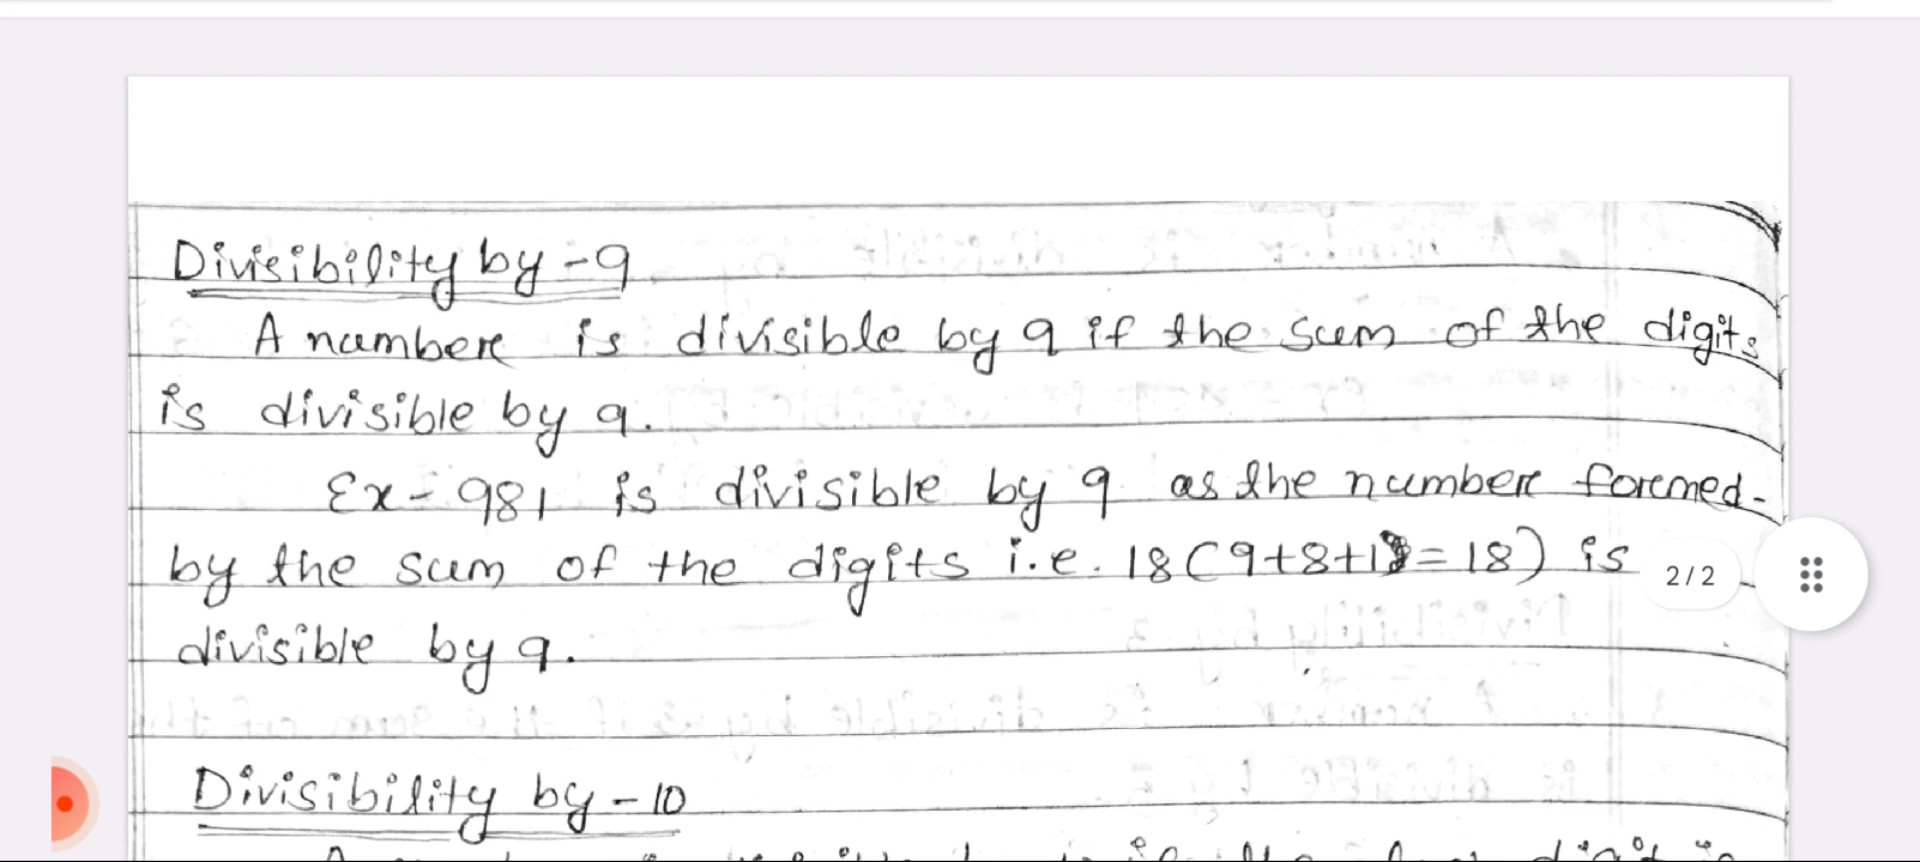 Divisibility by -9
A number is divisible by 9 if the sum of the digits
is divisible by 9.
Ex - 981 is divisible by 9 as the number formed-
by the sum of the digits i.e. 18 (9+8+1 = 18) is
2/2
divisible by 9.
Divisibility by - 10